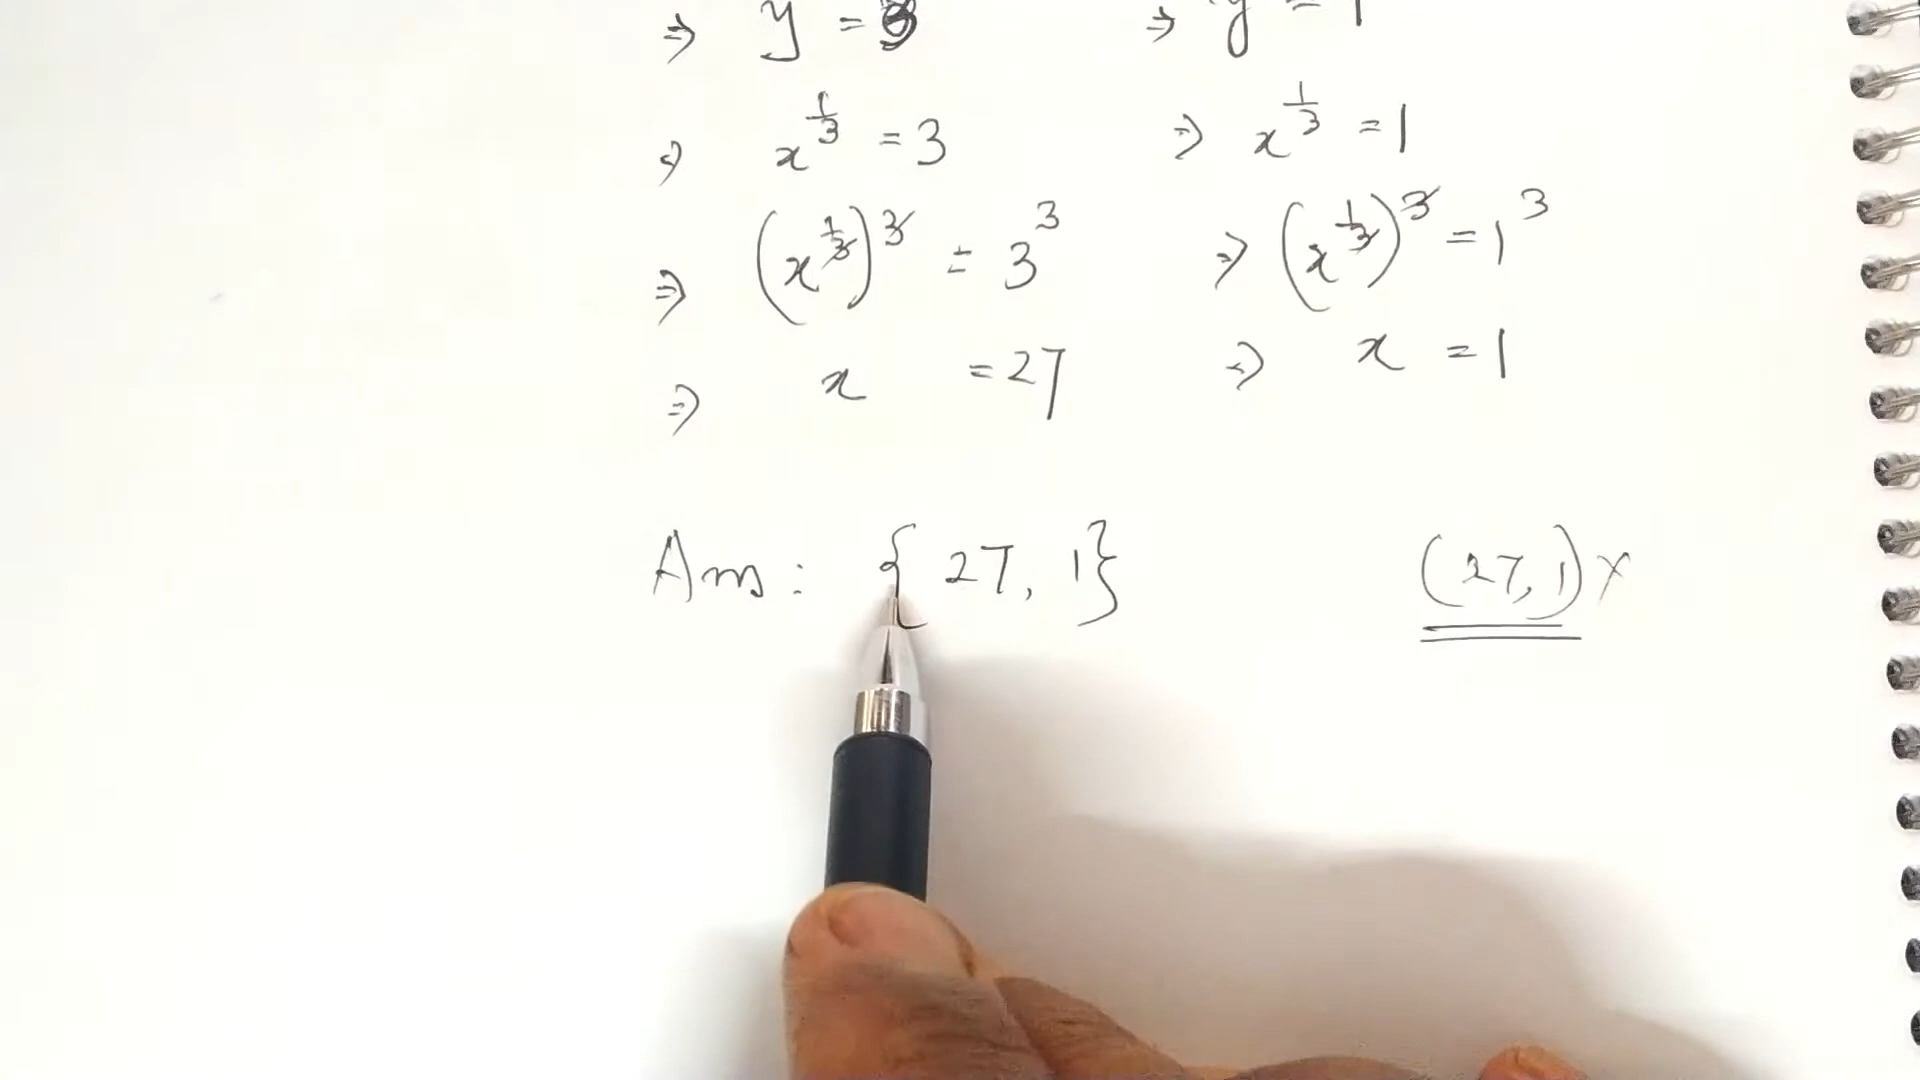 ⇒ y = 3 ⇒ y = 1
⇒ x^{1/3} = 3 ⇒ x^{1/3} = 1
⇒ (x^{1/3})^3 = 3^3 ⇒ (x^{1/3})^3 = 1^3
⇒ x = 27 ⇒ x = 1
Ans: {27, 1} (27, 1) ×